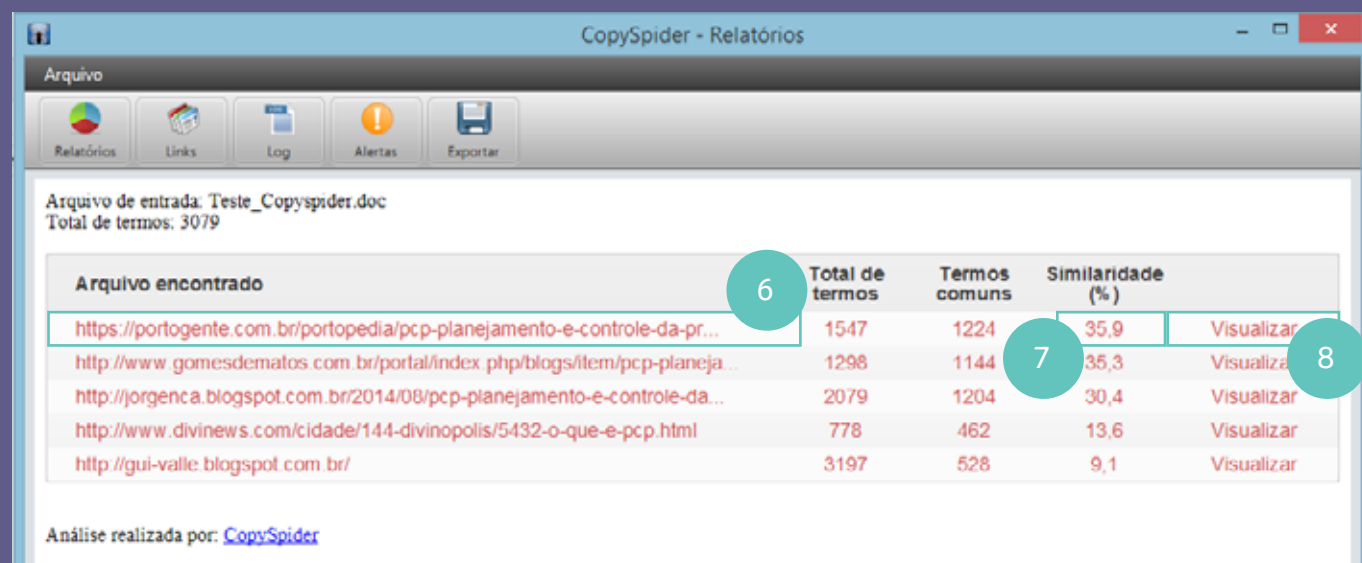 CopySpider - Relatórios
Arquivo
Relatórios Links Log Alertas Exportar
Arquivo de entrada: Teste_Copyspider.doc
Total de termos: 3079
Arquivo encontrado 6 Total de termos Termos comuns Similaridade (%)
https://portogente.com.br/portopedia/pcp-planejamento-e-controle-da-pr... 1547 1224 35,9 Visualizar
http://www.gomesdematos.com.br/portal/index.php/blogs/item/pcp-planeja... 1298 1144 7 35,3 Visualizar 8
http://jorgenca.blogspot.com.br/2014/08/pcp-planejamento-e-controle-da... 2079 1204 30,4 Visualizar
http://www.divinews.com/cidade/144-divinopolis/5432-o-que-e-pcp.html 778 462 13,6 Visualizar
http://gui-valle.blogspot.com.br/ 3197 528 9,1 Visualizar
Análise realizada por: CopySpider